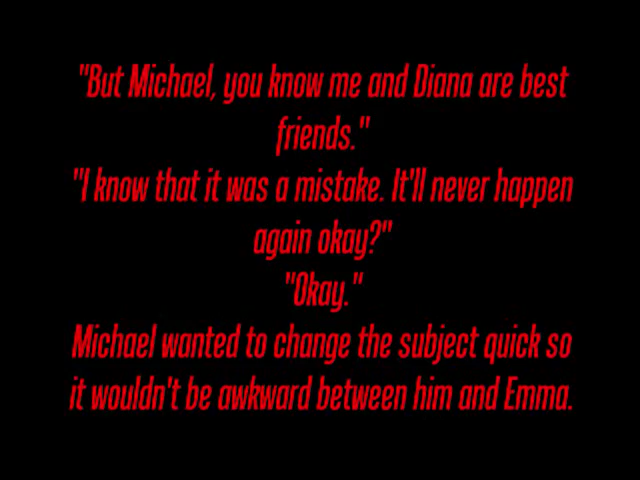 "But Michael, you know me and Diana are best
friends."
"I know that it was a mistake. It'll never happen
again okay?"
"Okay."
Michael wanted to change the subject quick so
it wouldn't be awkward between him and Emma.